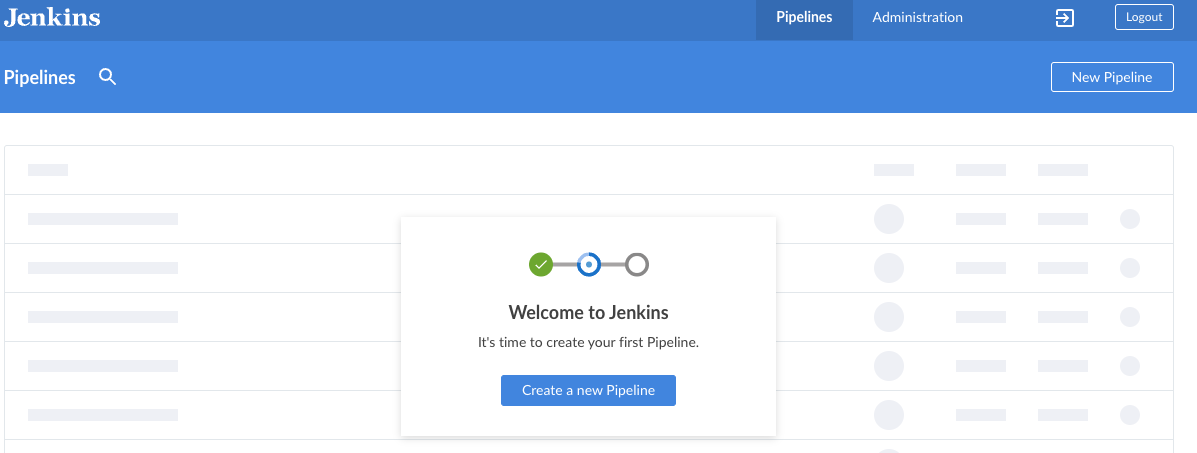 Jenkins
Pipelines
Administration
Logout
Pipelines
New Pipeline
Welcome to Jenkins
It's time to create your first Pipeline.
Create a new Pipeline